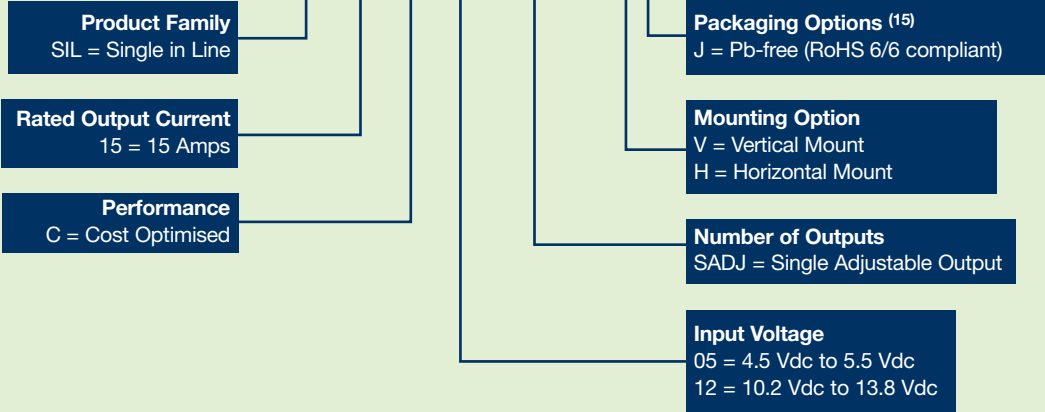 Product Family
SIL = Single in Line
Rated Output Current
15 = 15 Amps
Performance
C = Cost Optimised
Packaging Options (15)
J = Pb-free (RoHS 6/6 compliant)
Mounting Option
V = Vertical Mount
H = Horizontal Mount
Number of Outputs
SADJ = Single Adjustable Output
Input Voltage
05 = 4.5 Vdc to 5.5 Vdc
12 = 10.2 Vdc to 13.8 Vdc